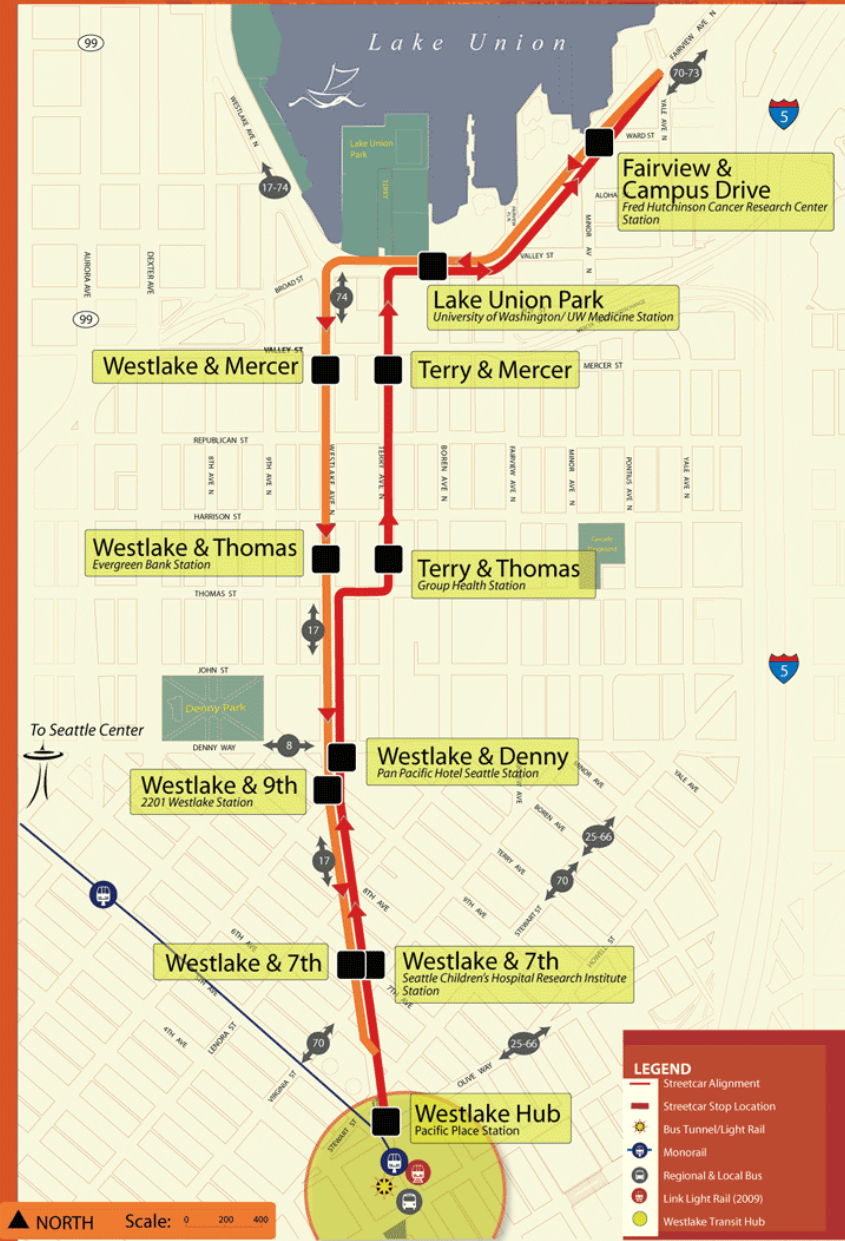 Lake Union
FAIRVIEW AVE N
99
70-73
5
WESTLAKE AVE N
YALE AVE N
WARD ST
Lake Union
Park
17-74
Fairview &
Campus Drive
Fred Hutchinson Cancer Research Center
Station
ALOHA
MINOR AV N
AURORA AVE
DEXTER AVE
VALLEY ST
BROAD ST
74
Lake Union Park
University of Washington/ UW Medicine Station
99
VALLEY ST
Westlake & Mercer
Terry & Mercer
MERCER ST
REPUBLICAN ST
8TH AVE N
9TH AVE N
WESTLAKE AVE N
TERRY AVE N
BOREN AVE N
FAIRVIEW AVE N
MINOR AVE N
PONTIUS AVE N
YALE AVE N
HARRISON ST
Westlake & Thomas
Evergreen Bank Station
Terry & Thomas
Group Health Station
THOMAS ST
17
JOHN ST
5
Denny Park
To Seattle Center
DENNY WAY
8
Westlake & Denny
Pan Pacific Hotel Seattle Station
Westlake & 9th
2201 Westlake Station
MINOR AVE
YALE AVE
BOREN AVE
25-66
17
TERRY AVE
70
8TH AVE
9TH AVE
STEWART ST
6TH AVE
HOWELL ST
Westlake & 7th
Westlake & 7th
Seattle Children's Hospital Research Institute
Station
7TH AVE
4TH AVE
LENORA ST
70
25-66
VIRGINIA ST
OLIVE WAY
Westlake Hub
Pacific Place Station
STEWART ST
LEGEND
Streetcar Alignment
Streetcar Stop Location
Bus Tunnel/Light Rail
Monorail
Regional & Local Bus
Link Light Rail (2009)
Westlake Transit Hub
NORTH
Scale: 0 200 400